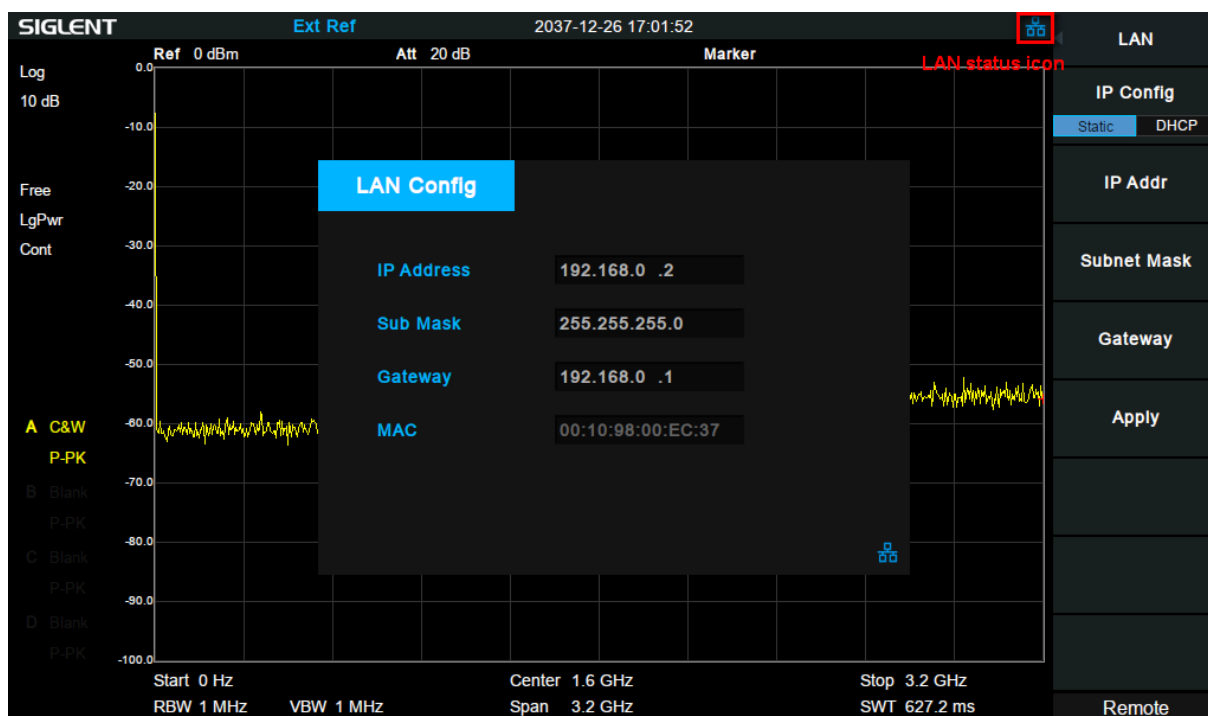 SIGLENT Ext Ref 2037-12-26 17:01:52
LAN status icon
Ref 0 dBm Att 20 dB Marker
Log
10 dB
Free
LgPwr
Cont
A C&W
P-PK
B Blank
P-PK
C Blank
P-PK
D Blank
P-PK
0.0
-10.0
-20.0
-30.0
-40.0
-50.0
-60.0
-70.0
-80.0
-90.0
-100.0
LAN Config
IP Address 192.168.0 .2
Sub Mask 255.255.255.0
Gateway 192.168.0 .1
MAC 00:10:98:00:EC:37
Start 0 Hz Center 1.6 GHz Stop 3.2 GHz
RBW 1 MHz VBW 1 MHz Span 3.2 GHz SWT 627.2 ms
LAN
IP Config
Static DHCP
IP Addr
Subnet Mask
Gateway
Apply
Remote